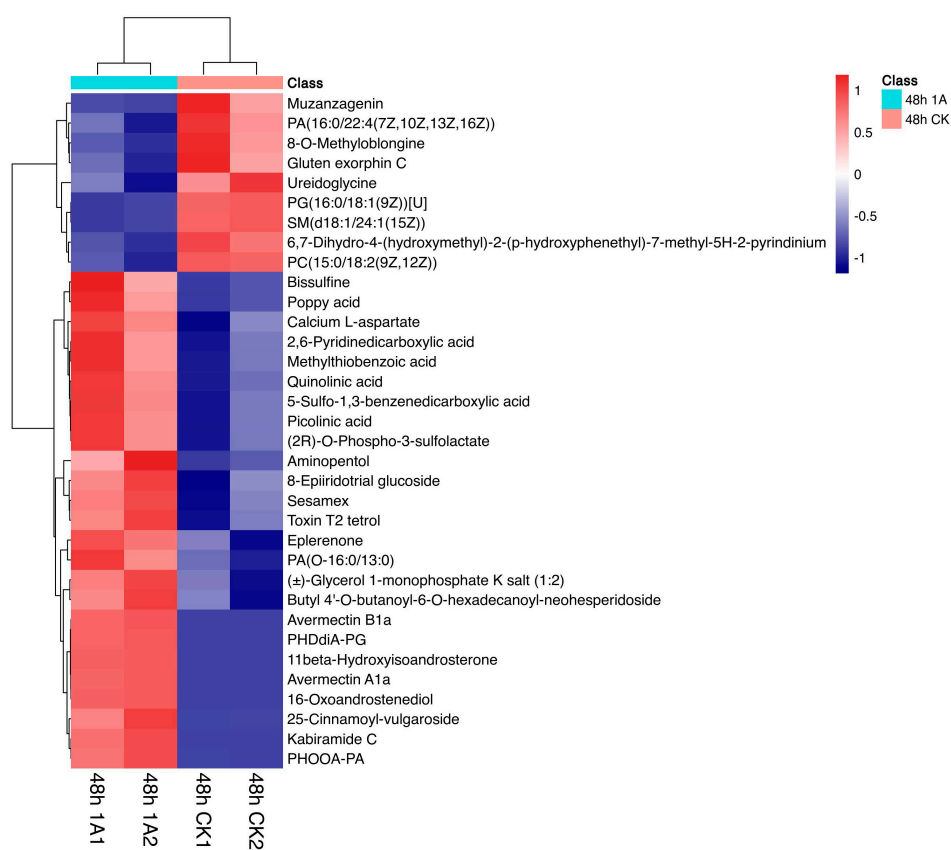 Class
Muzanzagenin
PA(16:0/22:4(7Z,10Z,13Z,16Z))
8-O-Methyloblongine
Gluten exorphin C
Ureidoglycine
PG(16:0/18:1(9Z))[U]
SM(d18:1/24:1(15Z))
6,7-Dihydro-4-(hydroxymethyl)-2-(p-hydroxyphenethyl)-7-methyl-5H-2-pyrindinium
PC(15:0/18:2(9Z,12Z))
Bissulfine
Poppy acid
Calcium L-aspartate
2,6-Pyridinedicarboxylic acid
Methylthiobenzoic acid
Quinolinic acid
5-Sulfo-1,3-benzenedicarboxylic acid
Picolinic acid
(2R)-O-Phospho-3-sulfolactate
Aminopentol
8-Epiiridotrial glucoside
Sesamex
Toxin T2 tetrol
Eplerenone
PA(O-16:0/13:0)
(±)-Glycerol 1-monophosphate K salt (1:2)
Butyl 4'-O-butanoyl-6-O-hexadecanoyl-neohesperidoside
Avermectin B1a
PHDdiA-PG
11beta-Hydroxyisoandrosterone
Avermectin A1a
16-Oxoandrostenediol
25-Cinnamoyl-vulgaroside
Kabiramide C
PHOOA-PA
48h 1A1
48h 1A2
48h CK1
48h CK2
1
0.5
0
-0.5
-1
Class
48h 1A
48h CK